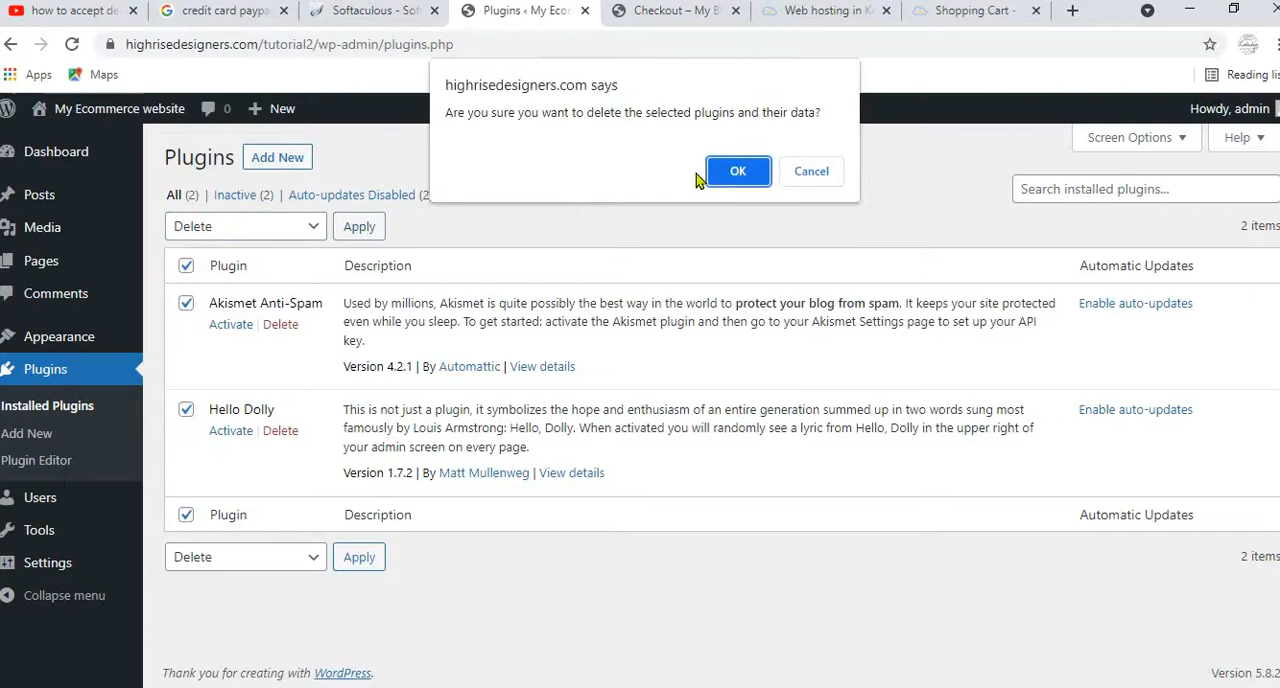 how to accept de
credit card paypa
Softaculous - Sof
Plugins ‹ My Econ
Checkout – My B
Web hosting in K
Shopping Cart -
highrisedesigners.com/tutorial2/wp-admin/plugins.php
Apps
Maps
Reading lis
highrisedesigners.com says
Are you sure you want to delete the selected plugins and their data?
OK
Cancel
My Ecommerce website
0
New
Howdy, admin
Dashboard
Posts
Media
Pages
Comments
Appearance
Plugins
Installed Plugins
Add New
Plugin Editor
Users
Tools
Settings
Collapse menu
Plugins
Add New
Screen Options
Help
All (2) | Inactive (2) | Auto-updates Disabled (2
Search installed plugins...
Delete
Apply
2 items
Plugin
Description
Automatic Updates
Akismet Anti-Spam
Activate | Delete
Used by millions, Akismet is quite possibly the best way in the world to protect your blog from spam. It keeps your site protected
even while you sleep. To get started: activate the Akismet plugin and then go to your Akismet Settings page to set up your API
key.
Version 4.2.1 | By Automattic | View details
Enable auto-updates
Hello Dolly
Activate | Delete
This is not just a plugin, it symbolizes the hope and enthusiasm of an entire generation summed up in two words sung most
famously by Louis Armstrong: Hello, Dolly. When activated you will randomly see a lyric from Hello, Dolly in the upper right of
your admin screen on every page.
Version 1.7.2 | By Matt Mullenweg | View details
Enable auto-updates
Plugin
Description
Automatic Updates
Delete
Apply
2 items
Thank you for creating with WordPress.
Version 5.8.2